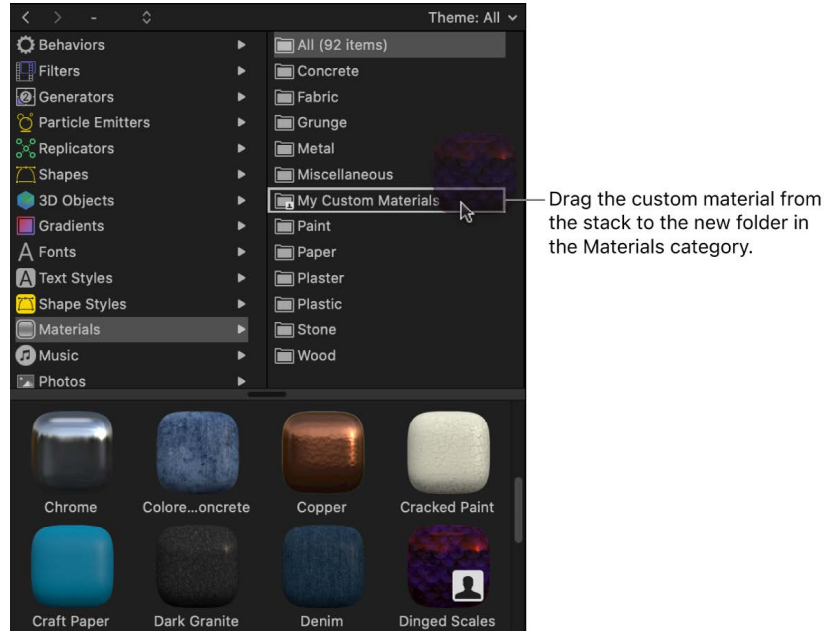 Theme: All
Behaviors
Filters
Generators
Particle Emitters
Replicators
Shapes
3D Objects
Gradients
Fonts
Text Styles
Shape Styles
Materials
Music
Photos
All (92 items)
Concrete
Fabric
Grunge
Metal
Miscellaneous
My Custom Materials
Paint
Paper
Plaster
Plastic
Stone
Wood
Drag the custom material from
the stack to the new folder in
the Materials category.
Chrome
Colore...oncrete
Copper
Cracked Paint
Craft Paper
Dark Granite
Denim
Dinged Scales